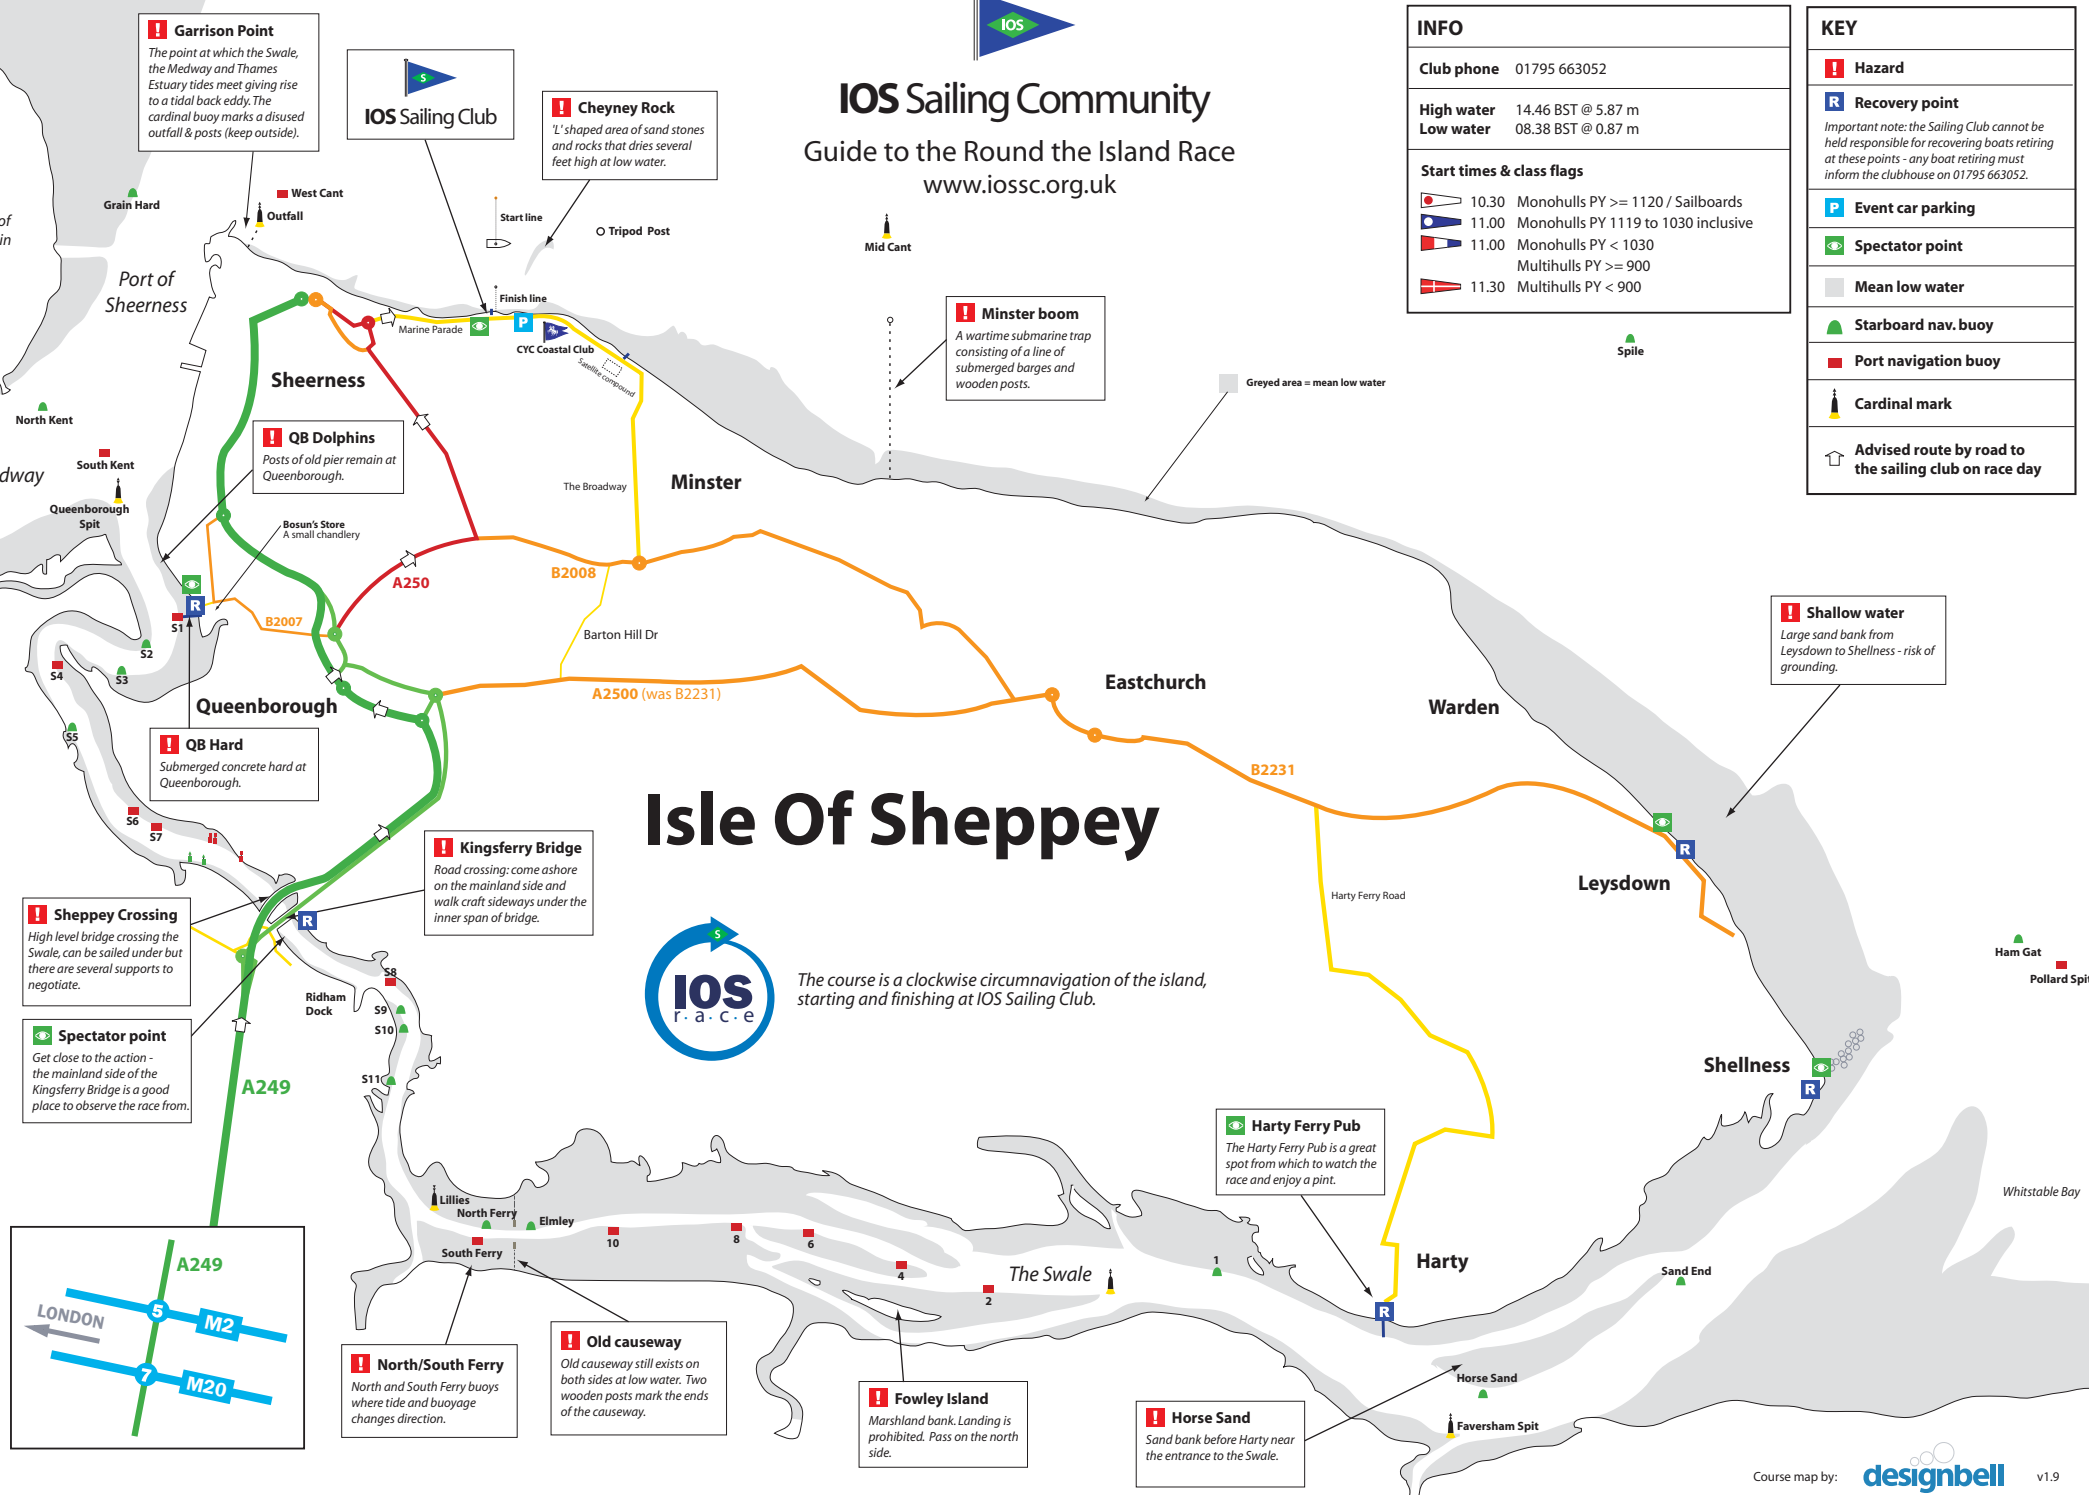 IOS
IOS Sailing Community
Guide to the Round the Island Race
www.iossc.org.uk
! Garrison Point
The point at which the Swale,
the Medway and Thames
Estuary tides meet giving rise
to a tidal back eddy. The
cardinal buoy marks a disused
outfall & posts (keep outside).
S
IOS Sailing Club
! Cheyney Rock
'L' shaped area of sand stones
and rocks that dries several
feet high at low water.
INFO
Club phone 01795 663052
High water 14.46 BST @ 5.87 m
Low water 08.38 BST @ 0.87 m
Start times & class flags
10.30 Monohulls PY >= 1120 / Sailboards
11.00 Monohulls PY 1119 to 1030 inclusive
11.00 Monohulls PY < 1030
Multihulls PY >= 900
11.30 Multihulls PY < 900
KEY
! Hazard
R Recovery point
Important note: the Sailing Club cannot be
held responsible for recovering boats retiring
at these points - any boat retiring must
inform the clubhouse on 01795 663052.
P Event car parking
Spectator point
Mean low water
Starboard nav. buoy
Port navigation buoy
Cardinal mark
Advised route by road to
the sailing club on race day
Grain Hard
West Cant
Outfall
of
in
Start line
Tripod Post
Mid Cant
Port of
Sheerness
Finish line
Marine Parade
P
CYC Coastal Club
Satellite compound
! Minster boom
A wartime submarine trap
consisting of a line of
submerged barges and
wooden posts.
Spile
Greyed area = mean low water
Sheerness
North Kent
South Kent
dway
Queenborough
Spit
! QB Dolphins
Posts of old pier remain at
Queenborough.
Bosun's Store
A small chandlery
The Broadway
Minster
B2008
A250
B2007
Barton Hill Dr
R
S1
S2
S3
S4
S5
S6
S7
Queenborough
A2500 (was B2231)
Eastchurch
Warden
! Shallow water
Large sand bank from
Leysdown to Shellness - risk of
grounding.
! QB Hard
Submerged concrete hard at
Queenborough.
B2231
Isle Of Sheppey
! Kingsferry Bridge
Road crossing: come ashore
on the mainland side and
walk craft sideways under the
inner span of bridge.
R
Leysdown
Harty Ferry Road
! Sheppey Crossing
High level bridge crossing the
Swale, can be sailed under but
there are several supports to
negotiate.
R
S
IOS
r.a.c.e
The course is a clockwise circumnavigation of the island,
starting and finishing at IOS Sailing Club.
Ham Gat
Pollard Spit
S8
S9
S10
S11
Ridham
Dock
Spectator point
Get close to the action -
the mainland side of the
Kingsferry Bridge is a good
place to observe the race from.
A249
Shellness
R
Harty Ferry Pub
The Harty Ferry Pub is a great
spot from which to watch the
race and enjoy a pint.
Whitstable Bay
Lillies
North Ferry
Elmley
South Ferry
10
8
6
4
2
The Swale
1
Harty
R
Sand End
A249
LONDON
5
M2
7
M20
! North/South Ferry
North and South Ferry buoys
where tide and buoyage
changes direction.
! Old causeway
Old causeway still exists on
both sides at low water. Two
wooden posts mark the ends
of the causeway.
! Fowley Island
Marshland bank. Landing is
prohibited. Pass on the north
side.
! Horse Sand
Sand bank before Harty near
the entrance to the Swale.
Horse Sand
Faversham Spit
Course map by: designbell v1.9